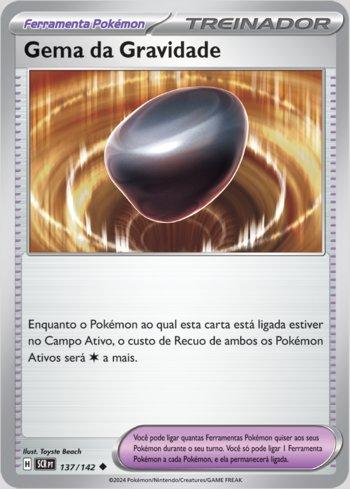 Ferramenta Pokémon
TREINADOR
Gema da Gravidade
Enquanto o Pokémon ao qual esta carta está ligada estiver
no Campo Ativo, o custo de Recuo de ambos os Pokémon
Ativos será ✶ a mais.
Você pode ligar quantas Ferramentas Pokémon quiser aos seus
Pokémon durante o seu turno. Você só pode ligar 1 Ferramenta
Pokémon a cada Pokémon, e ela permanecerá ligada.
Ilust. Toyste Beach
H SCR PT 137/142 ◆
©2024 Pokémon/Nintendo/Creatures/GAME FREAK